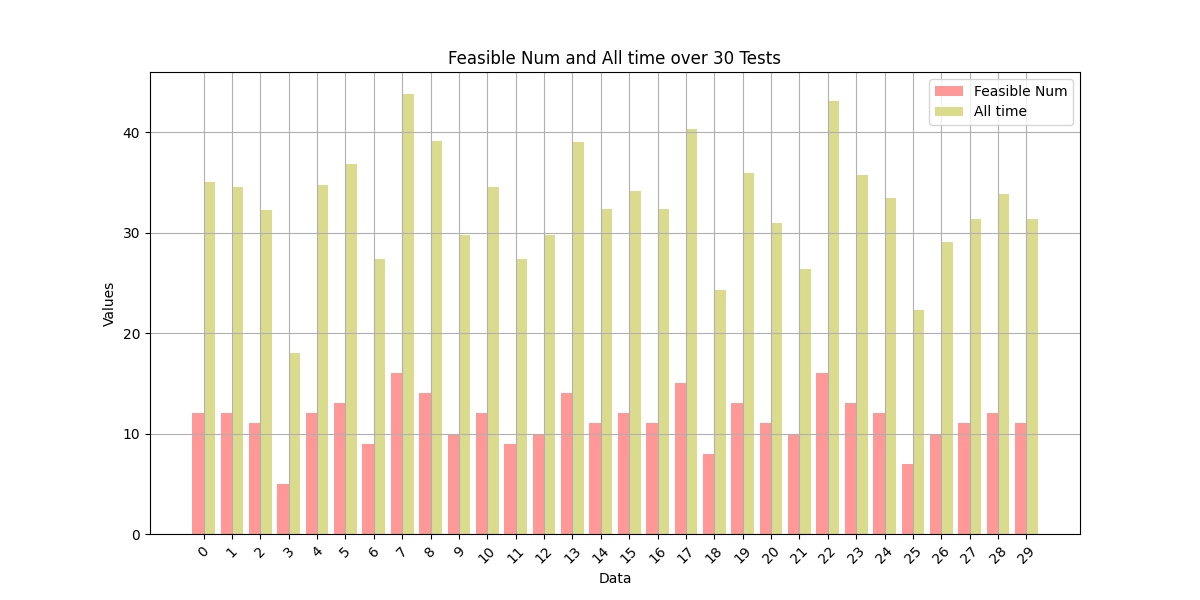 Feasible Num and All time over 30 Tests
Feasible Num
All time
Values
40
30
20
10
0
0 1 2 3 4 5 6 7 8 9 10 11 12 13 14 15 16 17 18 19 20 21 22 23 24 25 26 27 28 29
Data